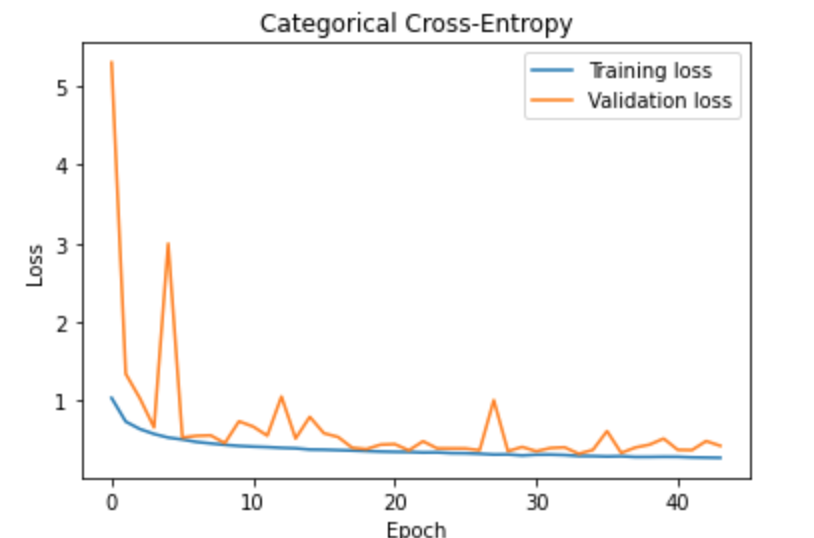 Categorical Cross-Entropy
Training loss
Validation loss
5
4
3
2
1
Loss
0
10
20
30
40
Epoch